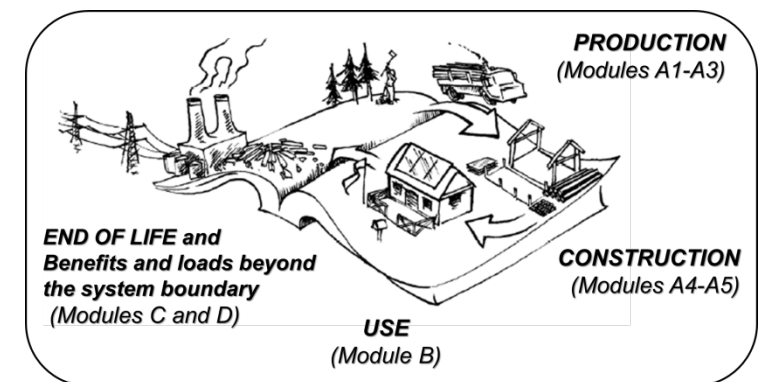 PRODUCTION
(Modules A1-A3)
END OF LIFE and
Benefits and loads beyond
the system boundary
(Modules C and D)
CONSTRUCTION
(Modules A4-A5)
USE
(Module B)